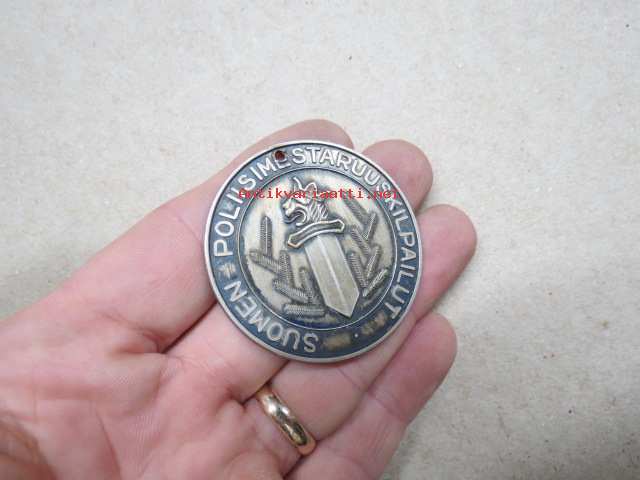 SUOMEN POLIISIMESTARUUSKILPAILUT
Antikvariaatti.net